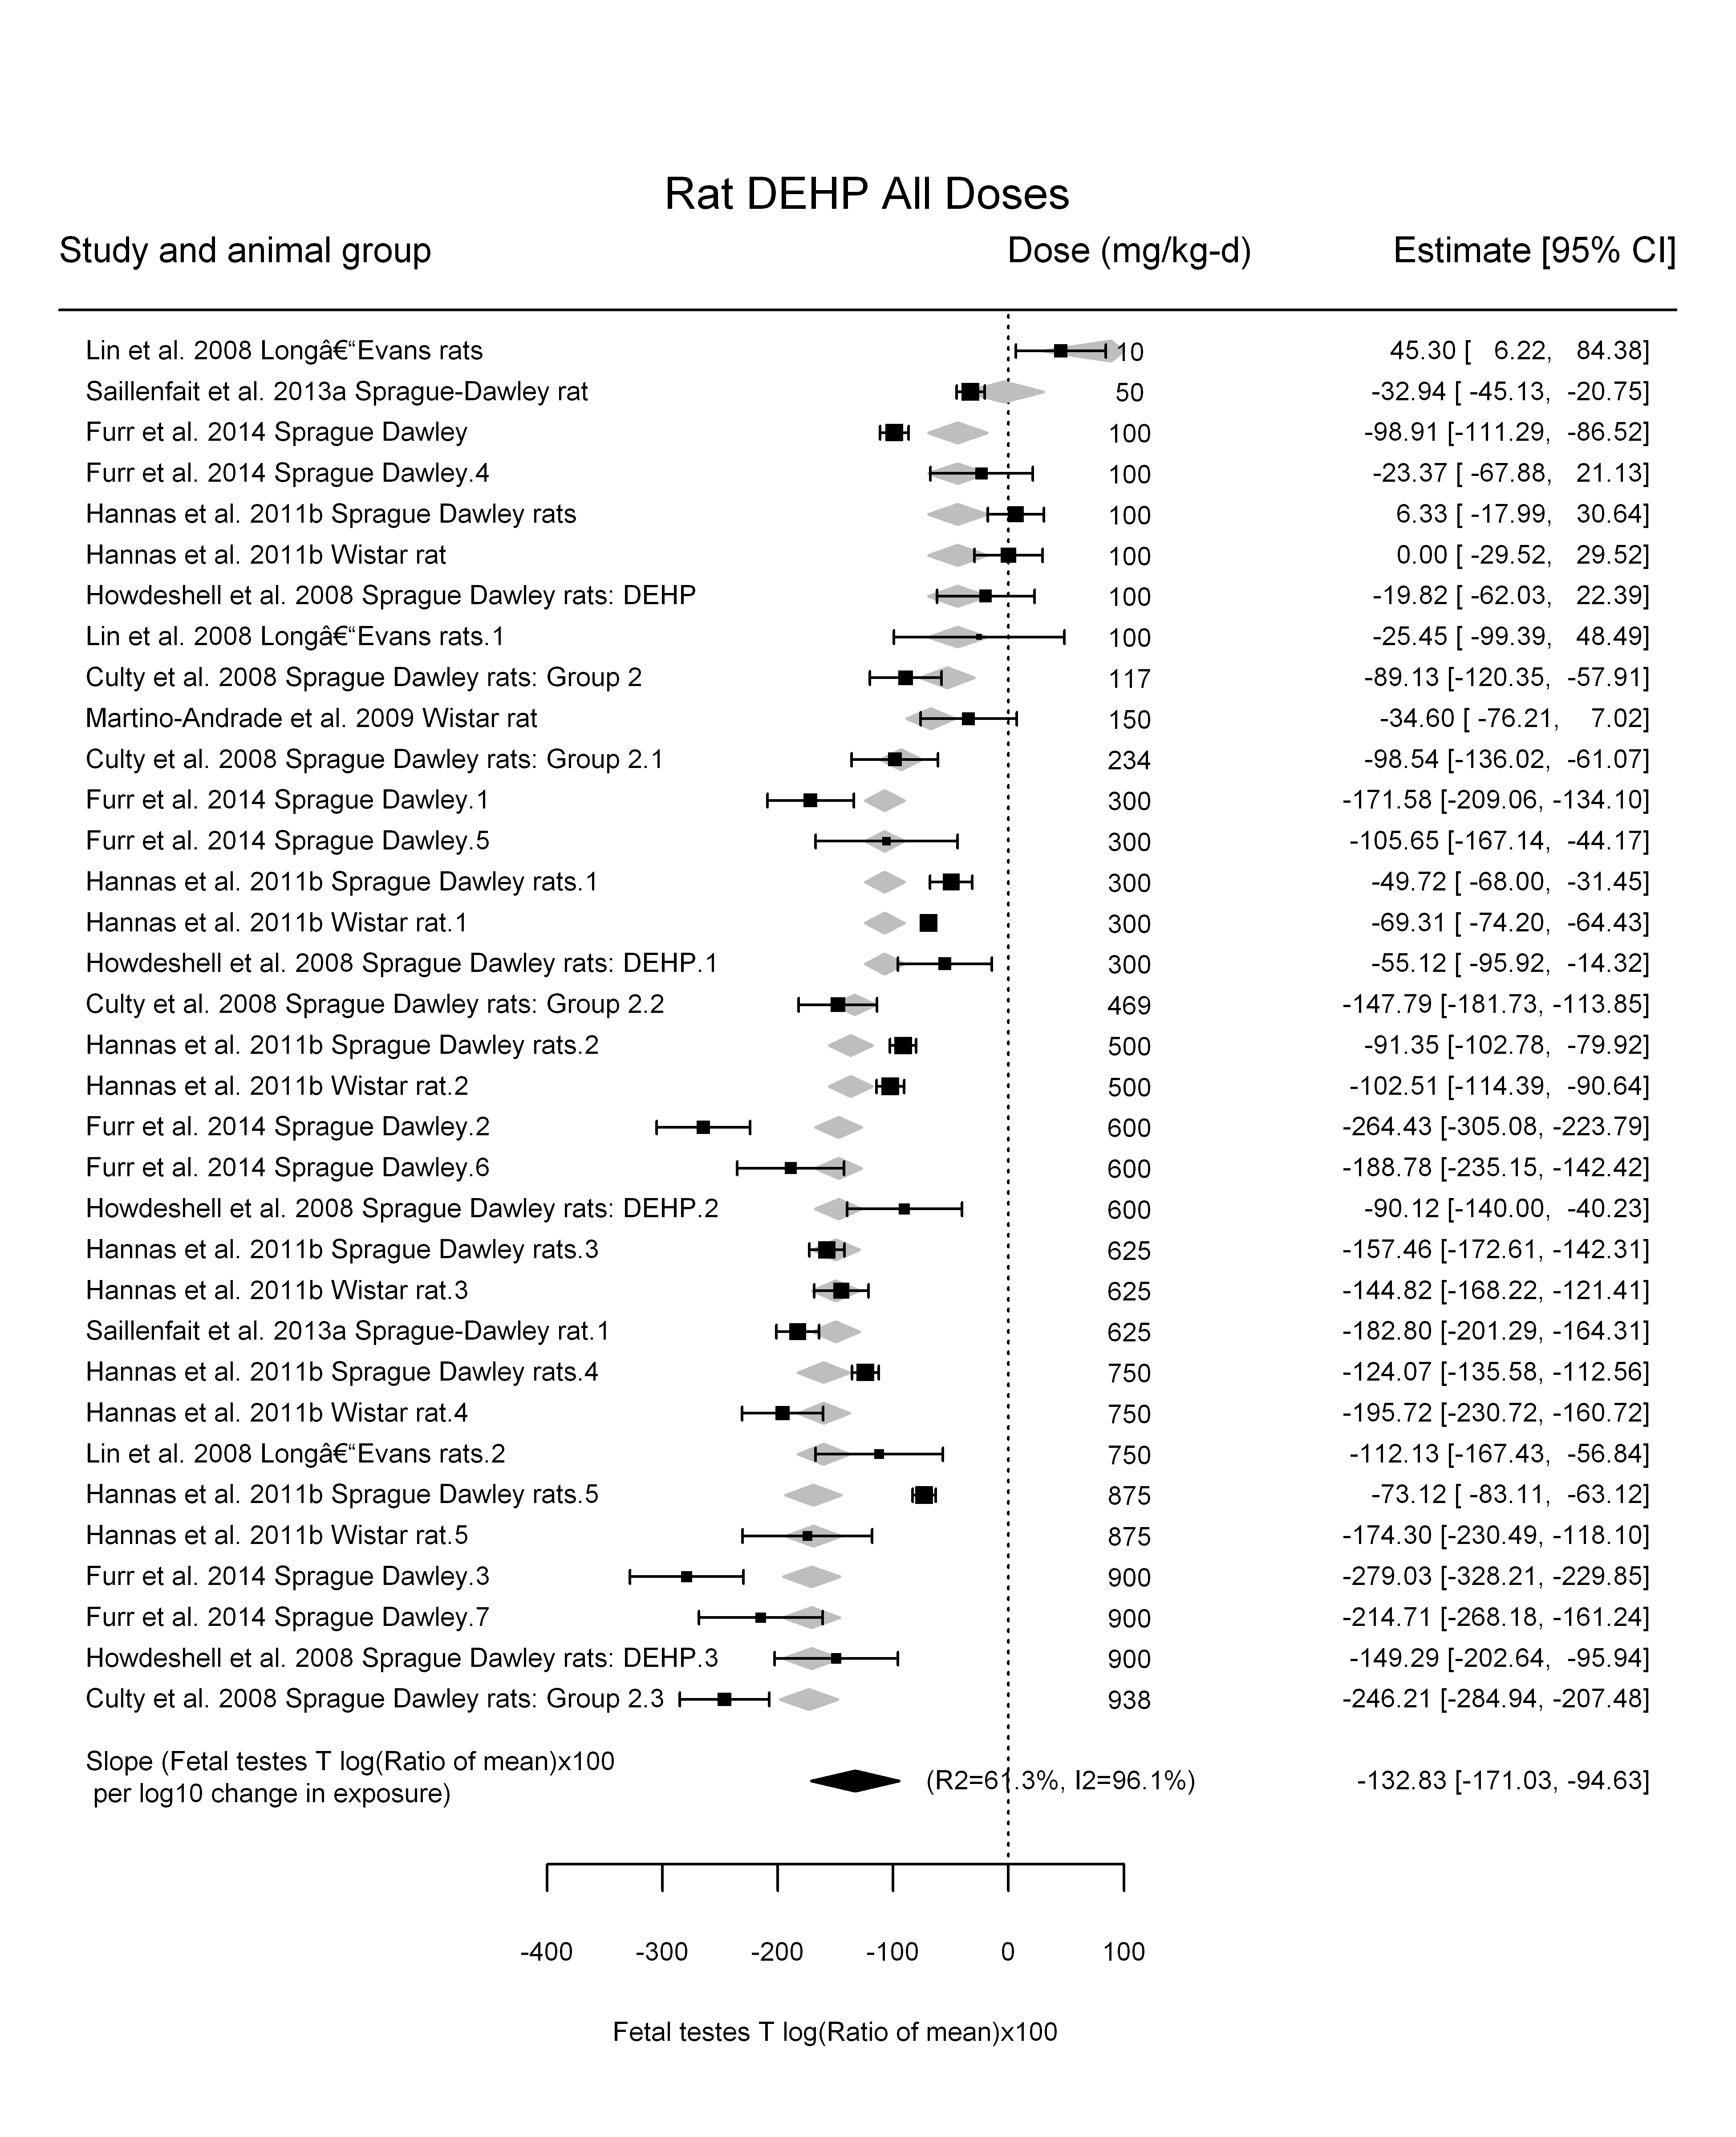 Rat DEHP All Doses
Study and animal group Dose (mg/kg-d) Estimate [95% CI]
Lin et al. 2008 Longâ€“Evans rats 10 45.30 [ 6.22, 84.38]
Saillenfait et al. 2013a Sprague-Dawley rat 50 -32.94 [ -45.13, -20.75]
Furr et al. 2014 Sprague Dawley 100 -98.91 [-111.29, -86.52]
Furr et al. 2014 Sprague Dawley.4 100 -23.37 [ -67.88, 21.13]
Hannas et al. 2011b Sprague Dawley rats 100 6.33 [ -17.99, 30.64]
Hannas et al. 2011b Wistar rat 100 0.00 [ -29.52, 29.52]
Howdeshell et al. 2008 Sprague Dawley rats: DEHP 100 -19.82 [ -62.03, 22.39]
Lin et al. 2008 Longâ€“Evans rats.1 100 -25.45 [ -99.39, 48.49]
Culty et al. 2008 Sprague Dawley rats: Group 2 117 -89.13 [-120.35, -57.91]
Martino-Andrade et al. 2009 Wistar rat 150 -34.60 [ -76.21, 7.02]
Culty et al. 2008 Sprague Dawley rats: Group 2.1 234 -98.54 [-136.02, -61.07]
Furr et al. 2014 Sprague Dawley.1 300 -171.58 [-209.06, -134.10]
Furr et al. 2014 Sprague Dawley.5 300 -105.65 [-167.14, -44.17]
Hannas et al. 2011b Sprague Dawley rats.1 300 -49.72 [ -68.00, -31.45]
Hannas et al. 2011b Wistar rat.1 300 -69.31 [ -74.20, -64.43]
Howdeshell et al. 2008 Sprague Dawley rats: DEHP.1 300 -55.12 [ -95.92, -14.32]
Culty et al. 2008 Sprague Dawley rats: Group 2.2 469 -147.79 [-181.73, -113.85]
Hannas et al. 2011b Sprague Dawley rats.2 500 -91.35 [-102.78, -79.92]
Hannas et al. 2011b Wistar rat.2 500 -102.51 [-114.39, -90.64]
Furr et al. 2014 Sprague Dawley.2 600 -264.43 [-305.08, -223.79]
Furr et al. 2014 Sprague Dawley.6 600 -188.78 [-235.15, -142.42]
Howdeshell et al. 2008 Sprague Dawley rats: DEHP.2 600 -90.12 [-140.00, -40.23]
Hannas et al. 2011b Sprague Dawley rats.3 625 -157.46 [-172.61, -142.31]
Hannas et al. 2011b Wistar rat.3 625 -144.82 [-168.22, -121.41]
Saillenfait et al. 2013a Sprague-Dawley rat.1 625 -182.80 [-201.29, -164.31]
Hannas et al. 2011b Sprague Dawley rats.4 750 -124.07 [-135.58, -112.56]
Hannas et al. 2011b Wistar rat.4 750 -195.72 [-230.72, -160.72]
Lin et al. 2008 Longâ€“Evans rats.2 750 -112.13 [-167.43, -56.84]
Hannas et al. 2011b Sprague Dawley rats.5 875 -73.12 [ -83.11, -63.12]
Hannas et al. 2011b Wistar rat.5 875 -174.30 [-230.49, -118.10]
Furr et al. 2014 Sprague Dawley.3 900 -279.03 [-328.21, -229.85]
Furr et al. 2014 Sprague Dawley.7 900 -214.71 [-268.18, -161.24]
Howdeshell et al. 2008 Sprague Dawley rats: DEHP.3 900 -149.29 [-202.64, -95.94]
Culty et al. 2008 Sprague Dawley rats: Group 2.3 938 -246.21 [-284.94, -207.48]
Slope (Fetal testes T log(Ratio of mean)x100
per log10 change in exposure) (R2=61.3%, I2=96.1%) -132.83 [-171.03, -94.63]
-400 -300 -200 -100 0 100
Fetal testes T log(Ratio of mean)x100